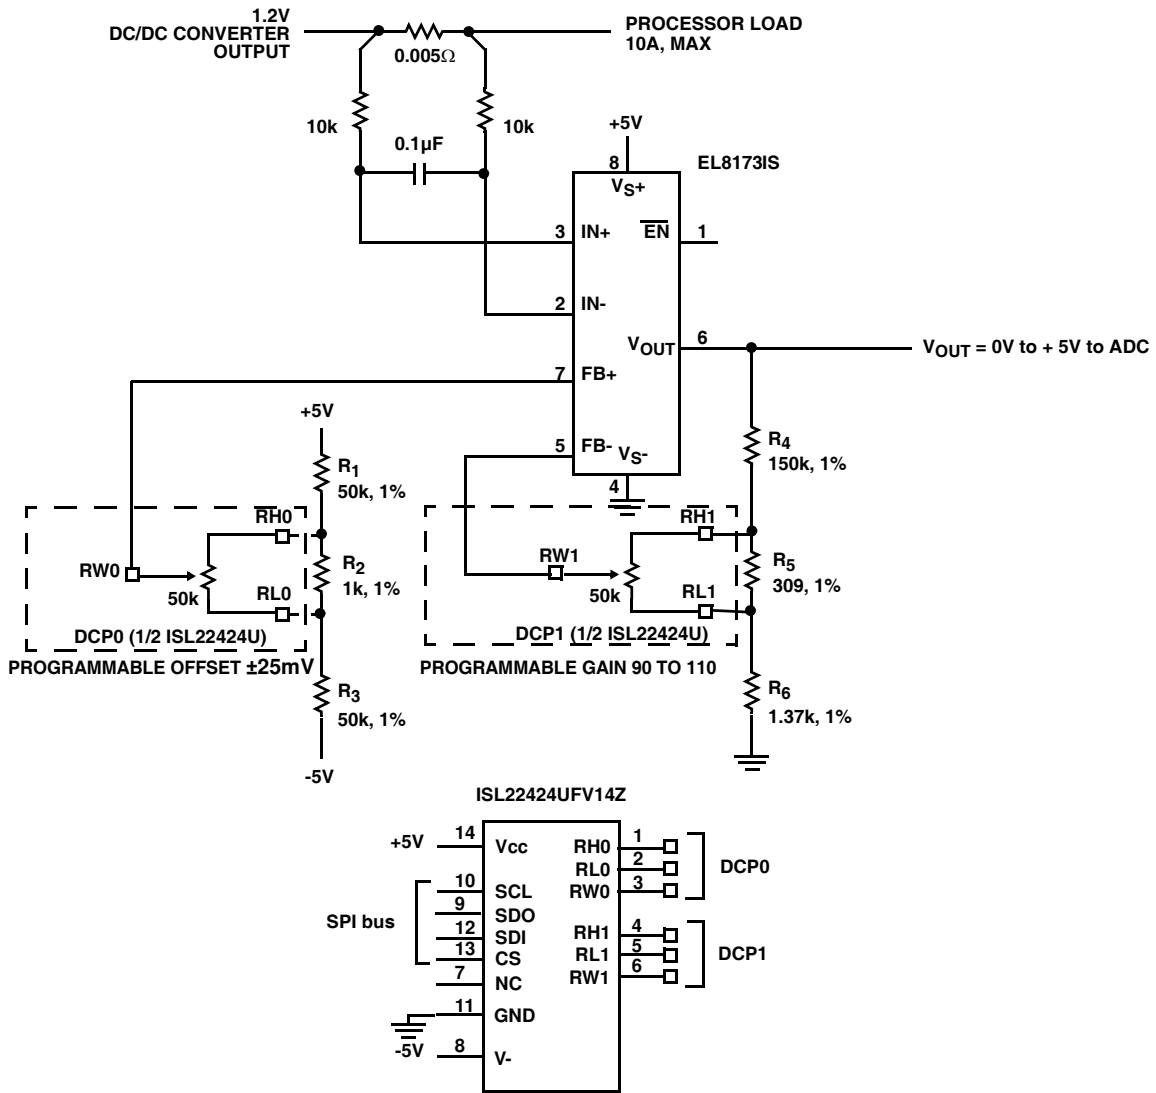 1.2V
DC/DC CONVERTER
OUTPUT
0.005Ω
PROCESSOR LOAD
10A, MAX
10k
10k
0.1µF
+5V
EL8173IS
8
VS+
3
IN+
EN
1
2
IN-
VOUT
6
VOUT = 0V to + 5V to ADC
7
FB+
5
FB-
VS-
4
+5V
R1
50k, 1%
R4
150k, 1%
RH0
RW0
50k
RL0
R2
1k, 1%
DCP0 (1/2 ISL22424U)
PROGRAMMABLE OFFSET ±25mV
R3
50k, 1%
-5V
RH1
RW1
50k
RL1
R5
309, 1%
DCP1 (1/2 ISL22424U)
PROGRAMMABLE GAIN 90 TO 110
R6
1.37k, 1%
ISL22424UFV14Z
+5V
14
Vcc
RH0
1
RL0
2
RW0
3
DCP0
SPI bus
10
SCL
9
SDO
12
SDI
13
CS
RH1
4
RL1
5
RW1
6
DCP1
7
NC
11
GND
-5V
8
V-